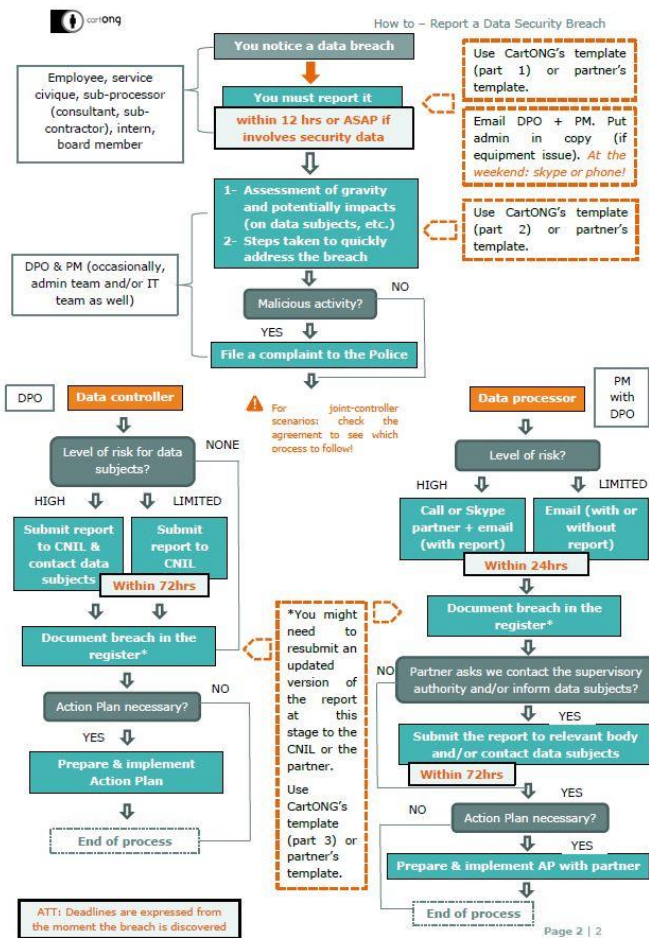 cartONG
How to – Report a Data Security Breach
You notice a data breach
Employee, service
civique, sub-processor
(consultant, sub-
contractor), intern,
board member
You must report it
within 12 hrs or ASAP if
involves security data
Use CartONG's template
(part 1) or partner's
template.
Email DPO + PM. Put
admin in copy (if
equipment issue). At the
weekend: skype or phone!
1- Assessment of gravity
and potentially impacts
(on data subjects, etc.)
2- Steps taken to quickly
address the breach
Use CartONG's template
(part 2) or partner's
template.
DPO & PM (occasionally,
admin team and/or IT
team as well)
Malicious activity?
NO
YES
File a complaint to the Police
DPO
Data controller
For joint-controller
scenarios: check the
agreement to see which
process to follow!
Data processor
PM
with
DPO
Level of risk for data
subjects?
NONE
HIGH
LIMITED
Submit report
to CNIL &
contact data
subjects
Submit
report to
CNIL
Within 72hrs
Document breach in the
register*
Action Plan necessary?
NO
YES
Prepare & implement
Action Plan
End of process
*You might
need to
resubmit an
updated
version of
the report
at this
stage to the
CNIL or the
partner.
Use
CartONG's
template
(part 3) or
partner's
template.
Level of risk?
HIGH
LIMITED
Call or Skype
partner + email
(with report)
Email (with or
without
report)
Within 24hrs
Document breach in the
register*
NO
Partner asks we contact the supervisory
authority and/or inform data subjects?
YES
Submit the report to relevant body
and/or contact data subjects
Within 72hrs
YES
NO
Action Plan necessary?
YES
Prepare & implement AP with partner
End of process
ATT: Deadlines are expressed from
the moment the breach is discovered
Page 2 | 2